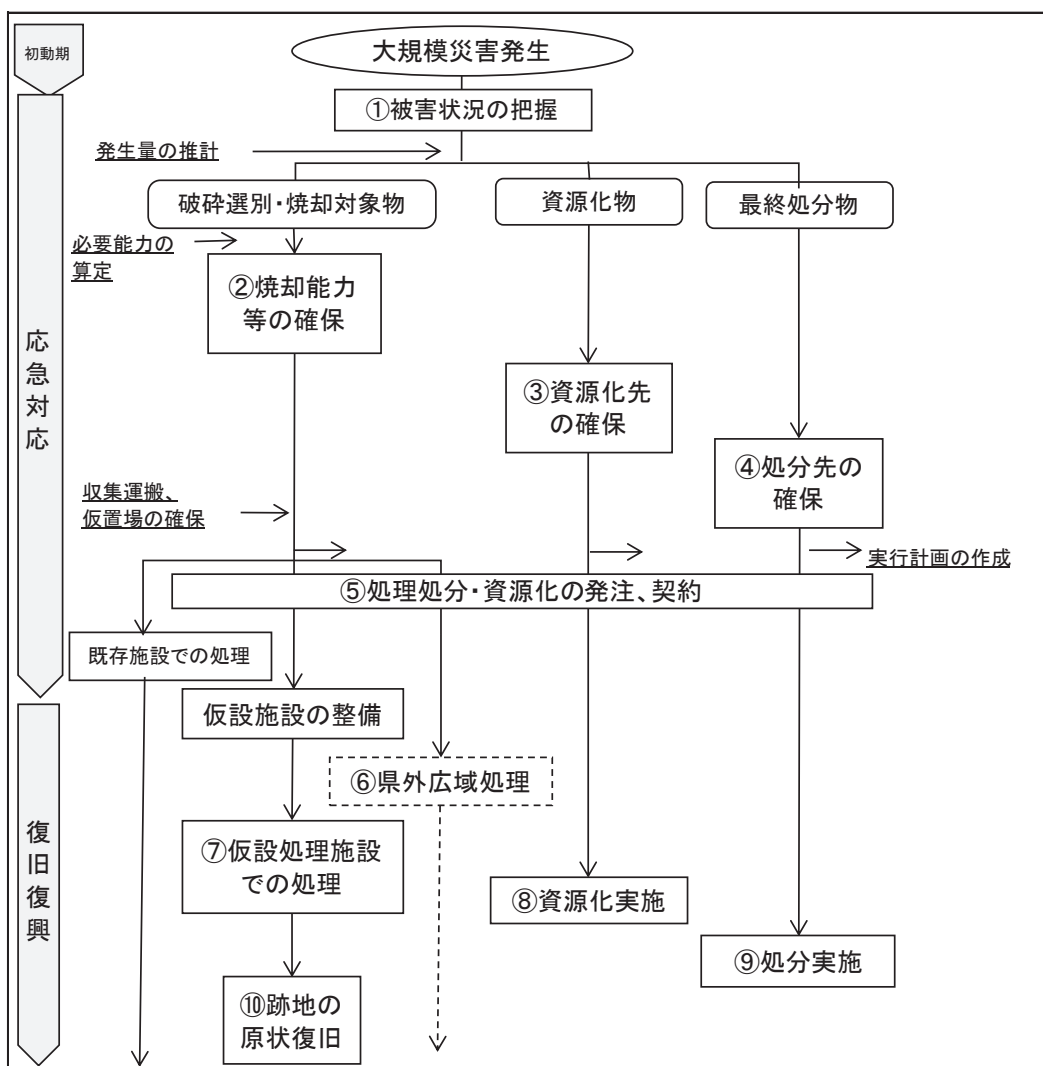 初動期
大規模災害発生
①被害状況の把握
発生量の推計
破砕選別・焼却対象物
資源化物
最終処分物
必要能力の
算定
②焼却能力
等の確保
応急対応
③資源化先
の確保
④処分先の
確保
収集運搬、
仮置場の確保
実行計画の作成
⑤処理処分・資源化の発注、契約
既存施設での処理
仮設施設の整備
⑥県外広域処理
復旧復興
⑦仮設処理施設
での処理
⑧資源化実施
⑨処分実施
⑩跡地の
原状復旧